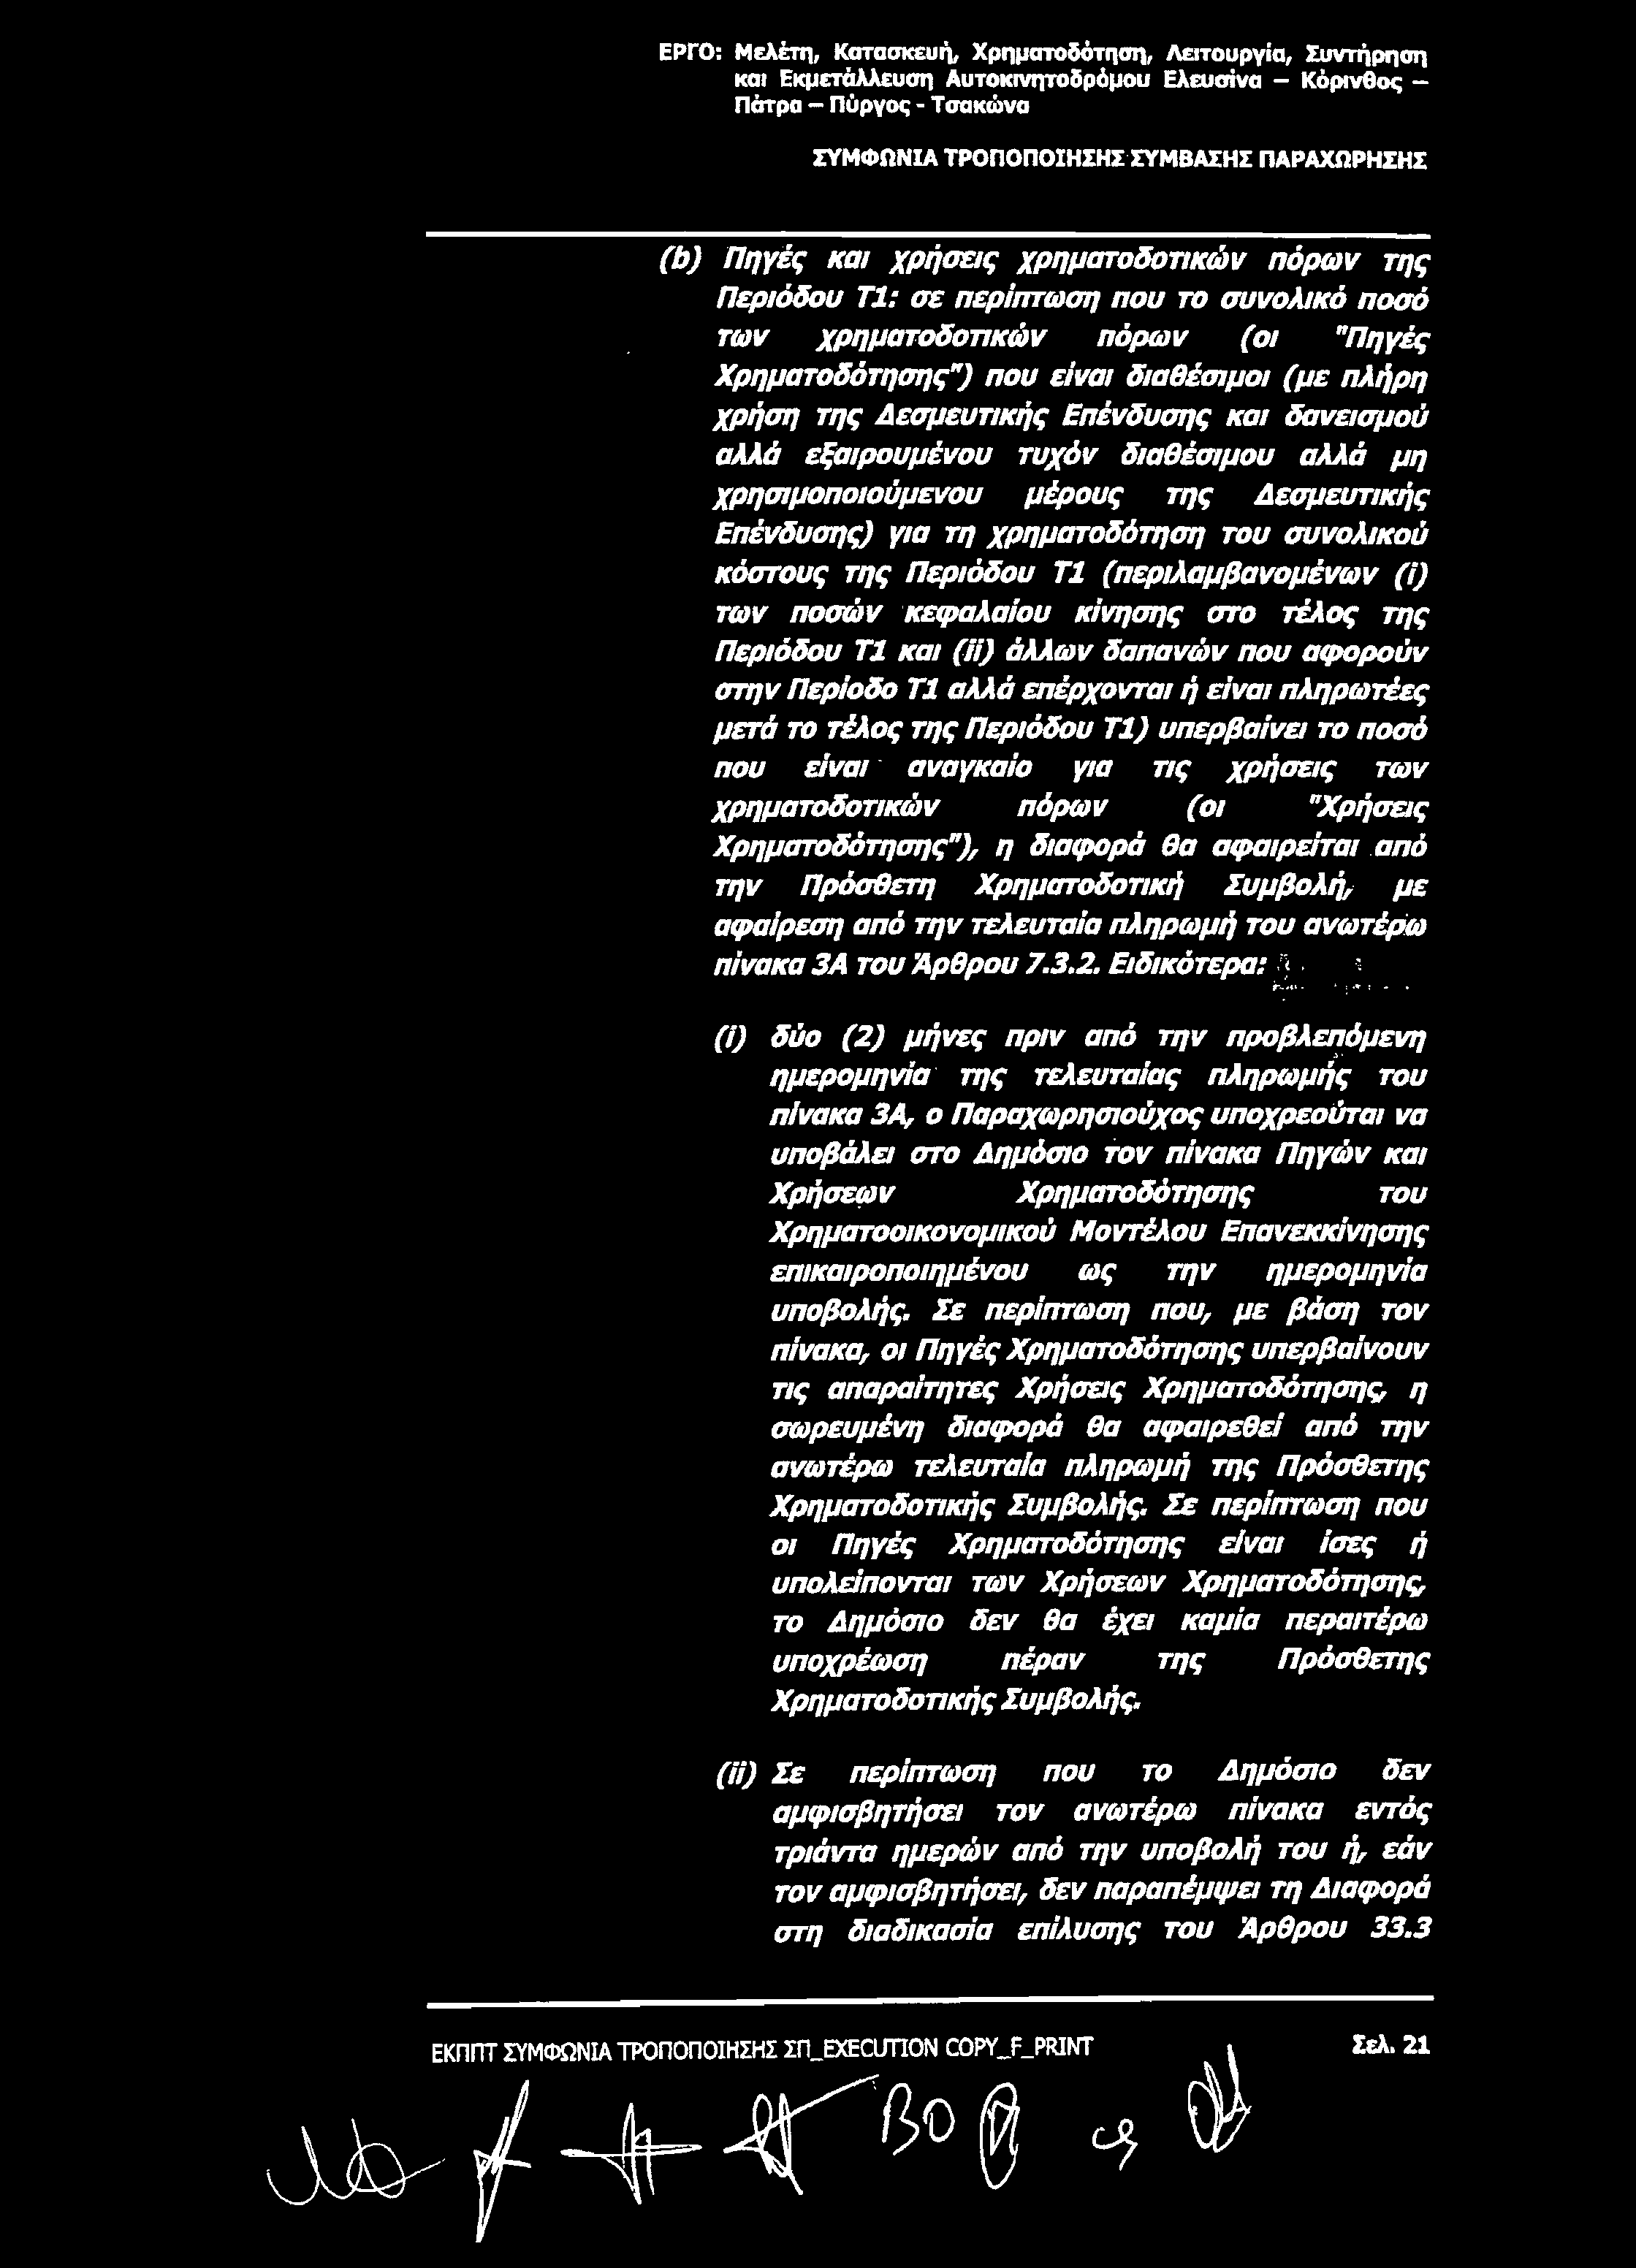 ΕΡΓΟ: Μελέτη, Κατασκευή, Χρηματοδότηση, Λειτουργία, Συντήρηση
και Εκμετάλλευση Αυτοκινητοδρόμου Ελευσίνα – Κόρινθος –
Πάτρα – Πύργος - Τσακώνα
ΣΥΜΦΩΝΙΑ ΤΡΟΠΟΠΟΙΗΣΗΣ ΣΥΜΒΑΣΗΣ ΠΑΡΑΧΩΡΗΣΗΣ
(b) Πηγές και χρήσεις χρηματοδοτικών πόρων της
Περιόδου Τ1: σε περίπτωση που το συνολικό ποσό
των χρηματοδοτικών πόρων (οι "Πηγές
Χρηματοδότησης") που είναι διαθέσιμοι (με πλήρη
χρήση της Δεσμευτικής Επένδυσης και δανεισμού
αλλά εξαιρουμένου τυχόν διαθέσιμου αλλά μη
χρησιμοποιούμενου μέρους της Δεσμευτικής
Επένδυσης) για τη χρηματοδότηση του συνολικού
κόστους της Περιόδου Τ1 (περιλαμβανομένων (i)
των ποσών κεφαλαίου κίνησης στο τέλος της
Περιόδου Τ1 και (ii) άλλων δαπανών που αφορούν
στην Περίοδο Τ1 αλλά επέρχονται ή είναι πληρωτέες
μετά το τέλος της Περιόδου Τ1) υπερβαίνει το ποσό
που είναι αναγκαίο για τις χρήσεις των
χρηματοδοτικών πόρων (οι "Χρήσεις
Χρηματοδότησης"), η διαφορά θα αφαιρείται από
την Πρόσθετη Χρηματοδοτική Συμβολή, με
αφαίρεση από την τελευταία πληρωμή του ανωτέρω
πίνακα 3Α του Άρθρου 7.3.2. Ειδικότερα:
(i) δύο (2) μήνες πριν από την προβλεπόμενη
ημερομηνία της τελευταίας πληρωμής του
πίνακα 3Α, ο Παραχωρησιούχος υποχρεούται να
υποβάλει στο Δημόσιο τον πίνακα Πηγών και
Χρήσεων Χρηματοδότησης του
Χρηματοοικονομικού Μοντέλου Επανεκκίνησης
επικαιροποιημένου ως την ημερομηνία
υποβολής. Σε περίπτωση που, με βάση τον
πίνακα, οι Πηγές Χρηματοδότησης υπερβαίνουν
τις απαραίτητες Χρήσεις Χρηματοδότησης, η
σωρευμένη διαφορά θα αφαιρεθεί από την
ανωτέρω τελευταία πληρωμή της Πρόσθετης
Χρηματοδοτικής Συμβολής. Σε περίπτωση που
οι Πηγές Χρηματοδότησης είναι ίσες ή
υπολείπονται των Χρήσεων Χρηματοδότησης,
το Δημόσιο δεν θα έχει καμία περαιτέρω
υποχρέωση πέραν της Πρόσθετης
Χρηματοδοτικής Συμβολής.
(ii) Σε περίπτωση που το Δημόσιο δεν
αμφισβητήσει τον ανωτέρω πίνακα εντός
τριάντα ημερών από την υποβολή του ή, εάν
τον αμφισβητήσει, δεν παραπέμψει τη Διαφορά
στη διαδικασία επίλυσης του Άρθρου 33.3
ΕΚΠΠΤ ΣΥΜΦΩΝΙΑ ΤΡΟΠΟΠΟΙΗΣΗΣ ΣΠ_EXECUTION COPY_F_PRINT Σελ. 21